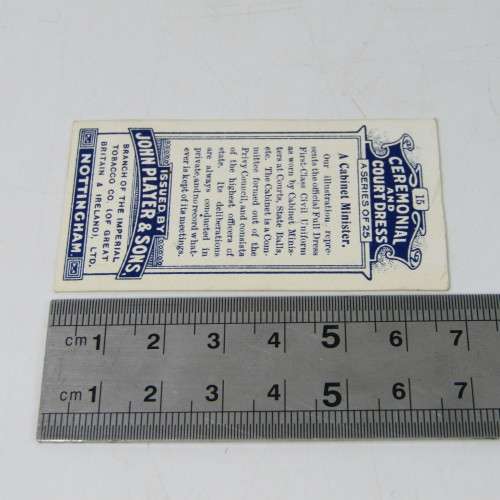 15
CEREMONIAL
COURT DRESS
A SERIES OF 25
A Cabinet Minister.
Our illustration repre-
sents the official Full Dress
First-Class Civil Uniform
as worn by Cabinet Minis-
ters at Courts, State Balls,
etc. The Cabinet is a Com-
mittee formed out of the
Privy Council, and consists
of the highest officers of
state. Its deliberations
are always conducted in
private, and no record what-
ever is kept of its meetings.
ISSUED BY
JOHN PLAYER & SONS
BRANCH OF THE IMPERIAL
TOBACCO CO. (OF GREAT
BRITAIN & IRELAND), LTD.
NOTTINGHAM.
cm 1 2 3 4 5 6 7
cm 1 2 3 4 5 6 7